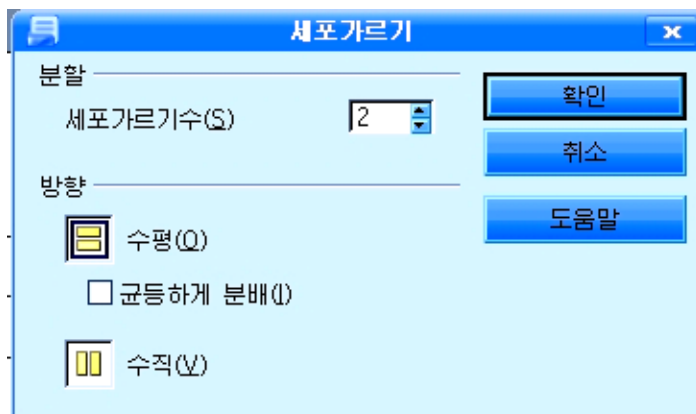 세포가르기
분할
세포가르기수(S)
2
확인
취소
도움말
방향
수평(O)
균등하게 분배(I)
수직(V)